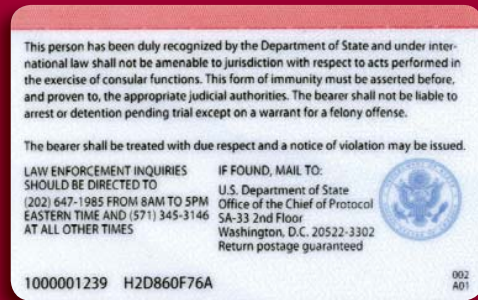 This person has been duly recognized by the Department of State and under inter-
national law shall not be amenable to jurisdiction with respect to acts performed in
the exercise of consular functions. This form of immunity must be asserted before,
and proven to, the appropriate judicial authorities. The bearer shall not be liable to
arrest or detention pending trial except on a warrant for a felony offense.
The bearer shall be treated with due respect and a notice of violation may be issued.
LAW ENFORCEMENT INQUIRIES
SHOULD BE DIRECTED TO
(202) 647-1985 FROM 8AM TO 5PM
EASTERN TIME AND (571) 345-3146
AT ALL OTHER TIMES
IF FOUND, MAIL TO:
U.S. Department of State
Office of the Chief of Protocol
SA-33 2nd Floor
Washington, D.C. 20522-3302
Return postage guaranteed
1000001239 H2D860F76A
002
A01